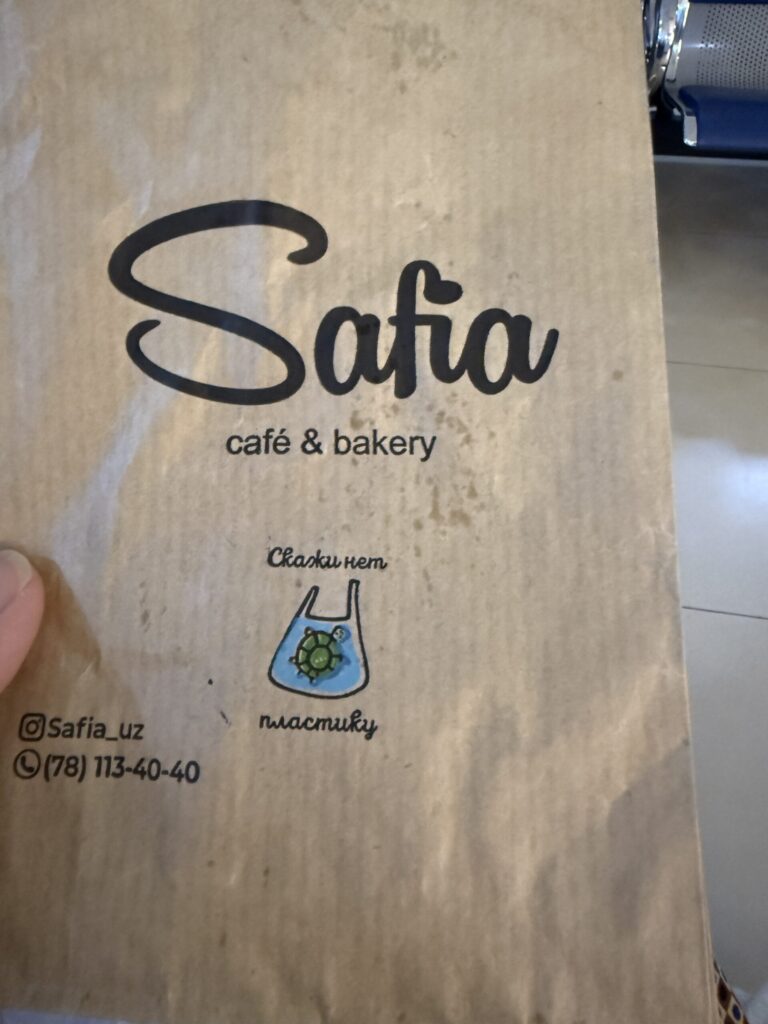 Safia
café & bakery
Скажи нет
пластику
Safia_uz
(78) 113-40-40